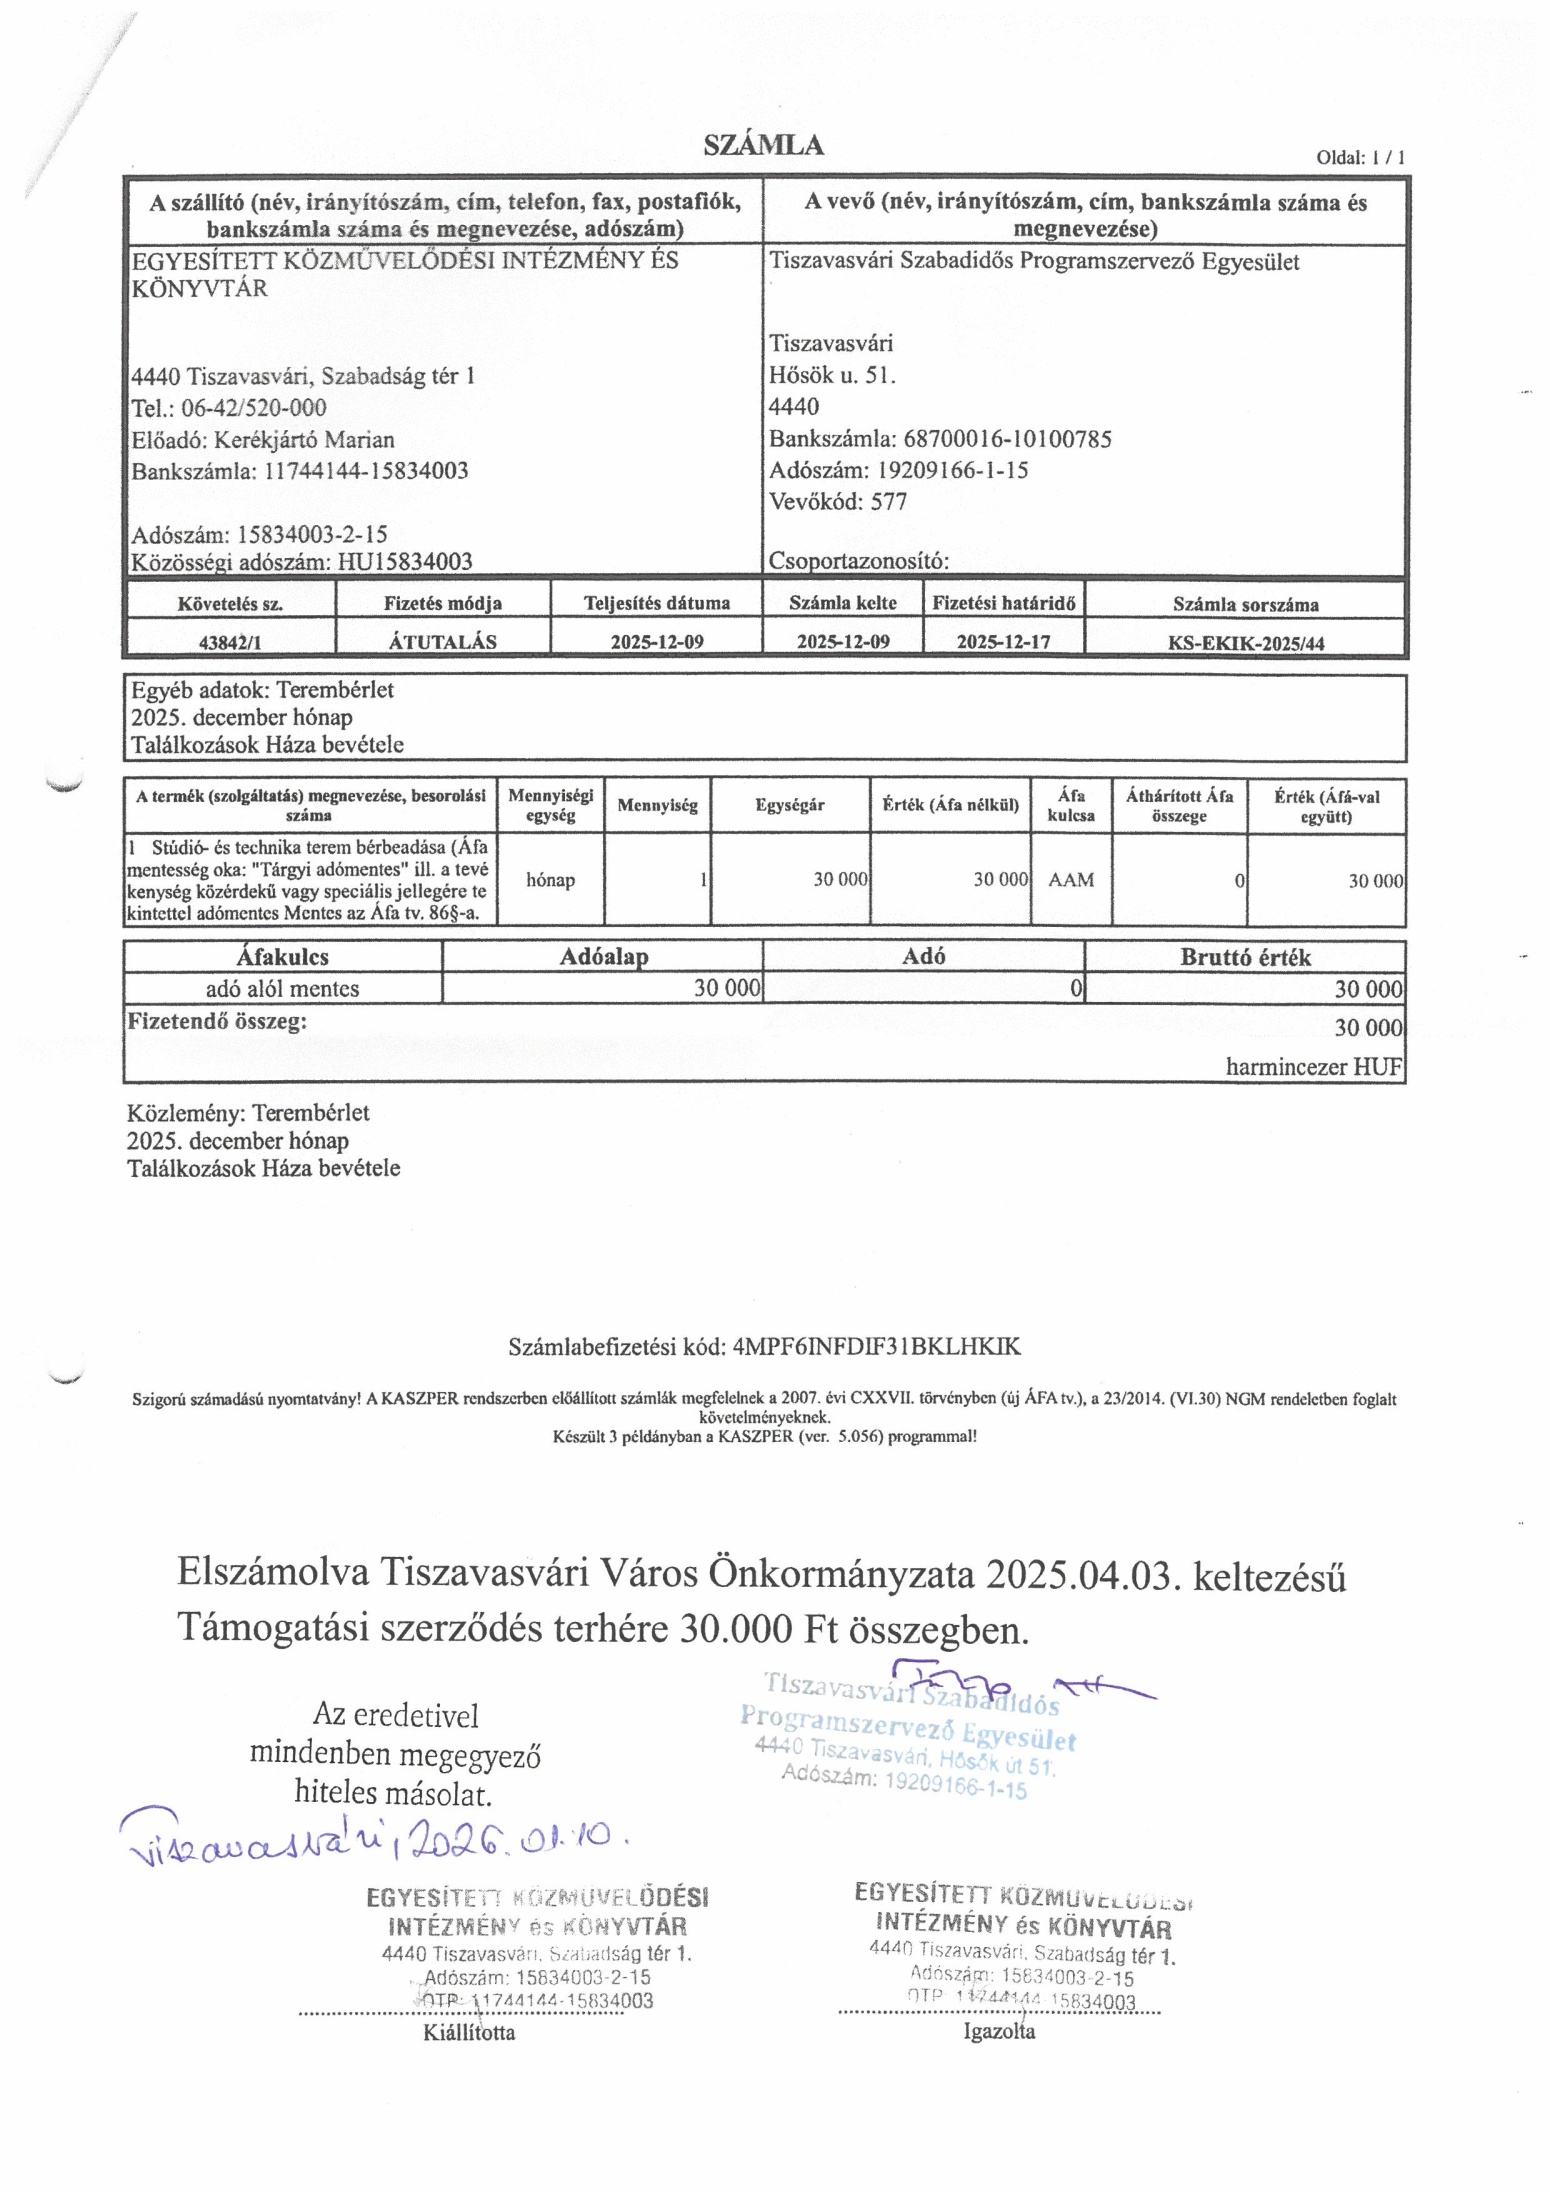 SZÁMLA
Oldal: 1 / 1
A szállító (név, irányítószám, cím, telefon, fax, postafiók,
bankszámla száma és megnevezése, adószám)
A vevő (név, irányítószám, cím, bankszámla száma és
megnevezése)
EGYESÍTETT KÖZMŰVELŐDÉSI INTÉZMÉNY ÉS
KÖNYVTÁR
4440 Tiszavasvári, Szabadság tér 1
Tel.: 06-42/520-000
Előadó: Kerékjártó Marian
Bankszámla: 11744144-15834003
Adószám: 15834003-2-15
Közösségi adószám: HU15834003
Tiszavasvári Szabadidős Programszervező Egyesület
Tiszavasvári
Hősök u. 51.
4440
Bankszámla: 68700016-10100785
Adószám: 19209166-1-15
Vevőkód: 577
Csoportazonosító:
Követelés sz. Fizetés módja Teljesítés dátuma Számla kelte Fizetési határidő Számla sorszáma
43842/1 ÁTUTALÁS 2025-12-09 2025-12-09 2025-12-17 KS-EKIK-2025/44
Egyéb adatok: Terembérlet
2025. december hónap
Találkozások Háza bevétele
A termék (szolgáltatás) megnevezése, besorolási
száma
Mennyiségi
egység
Mennyiség
Egységár
Érték (Áfa nélkül)
Áfa
kulcsa
Áthárított Áfa
összege
Érték (Áfá-val
együtt)
1 Stúdió- és technika terem bérbeadása (Áfa
mentesség oka: "Tárgyi adómentes" ill. a tevé
kenység közérdekű vagy speciális jellegére te
kintettel adómentes Mentes az Áfa tv. 86§-a.
hónap 1 30 000 30 000 AAM 0 30 000
Áfakulcs Adóalap Adó Bruttó érték
adó alól mentes 30 000 0 30 000
Fizetendő összeg: 30 000
harmincezer HUF
Közlemény: Terembérlet
2025. december hónap
Találkozások Háza bevétele
Számlabefizetési kód: 4MPF6INFDIF31BKLHKIK
Szigorú számadású nyomtatvány! A KASZPER rendszerben előállított számlák megfelelnek a 2007. évi CXXVII. törvényben (új ÁFA tv.), a 23/2014. (VI.30) NGM rendeletben foglalt
követelményeknek.
Készült 3 példányban a KASZPER (ver. 5.056) programmal!
Elszámolva Tiszavasvári Város Önkormányzata 2025.04.03. keltezésű
Támogatási szerződés terhére 30.000 Ft összegben.
Tiszavasvári Szabadidős
Programszervező Egyesület
4440 Tiszavasvári, Hősök út 51.
Adószám: 19209166-1-15
Az eredetivel
mindenben megegyező
hiteles másolat.
Tiszavasvári, 2026.01.10.
EGYESÍTETT KÖZMŰVELŐDÉSI
INTÉZMÉNY és KÖNYVTÁR
4440 Tiszavasvári, Szabadság tér 1.
Adószám: 15834003-2-15
OTP: 11744144-15834003
Kiállította
EGYESÍTETT KÖZMŰVELŐDÉSI
INTÉZMÉNY és KÖNYVTÁR
4440 Tiszavasvári, Szabadság tér 1.
Adószám: 15834003-2-15
OTP 11744144-15834003
Igazolta